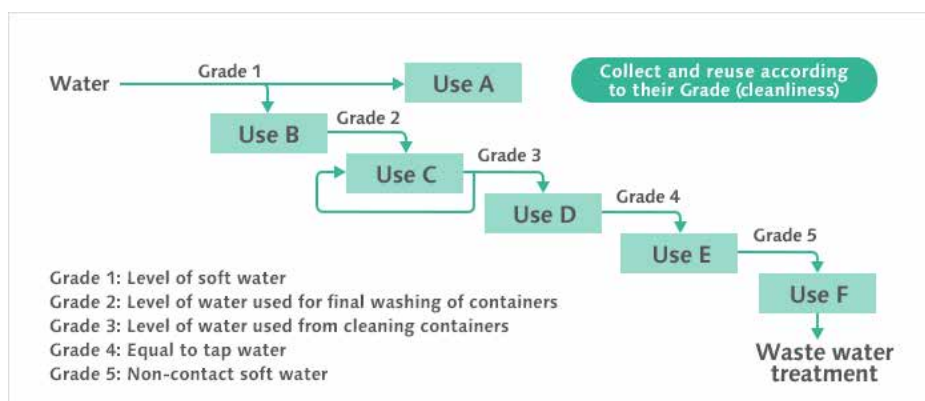 Water
Grade 1
Use A
Collect and reuse according
to their Grade (cleanliness)
Use B
Grade 2
Use C
Grade 3
Use D
Grade 4
Use E
Grade 5
Use F
Waste water
treatment
Grade 1: Level of soft water
Grade 2: Level of water used for final washing of containers
Grade 3: Level of water used from cleaning containers
Grade 4: Equal to tap water
Grade 5: Non-contact soft water